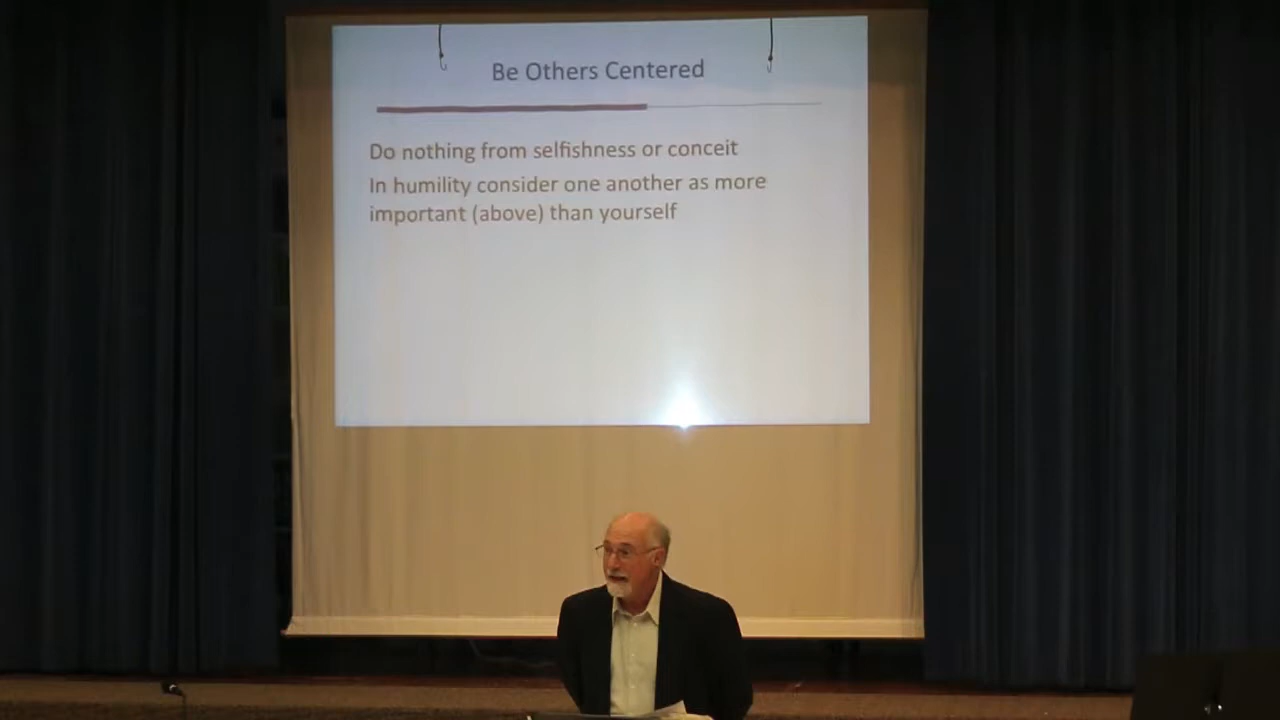 Be Others Centered
Do nothing from selfishness or conceit
In humility consider one another as more
important (above) than yourself